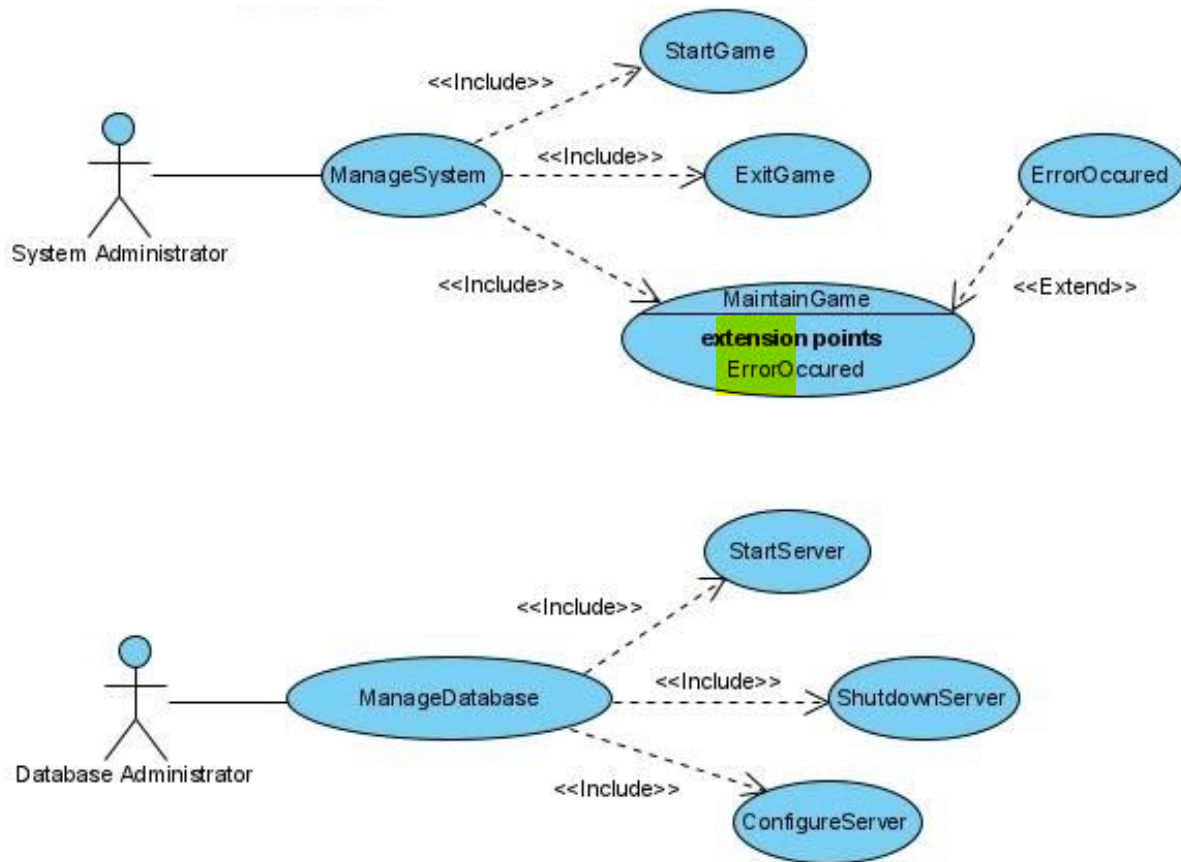 StartGame
<<Include>>
<<Include>>
ManageSystem
ExitGame
ErrorOccured
System Administrator
<<Include>>
<<Extend>>
MaintainGame
extension points
ErrorOccured
StartServer
<<Include>>
<<Include>>
ManageDatabase
ShutdownServer
Database Administrator
<<Include>>
ConfigureServer